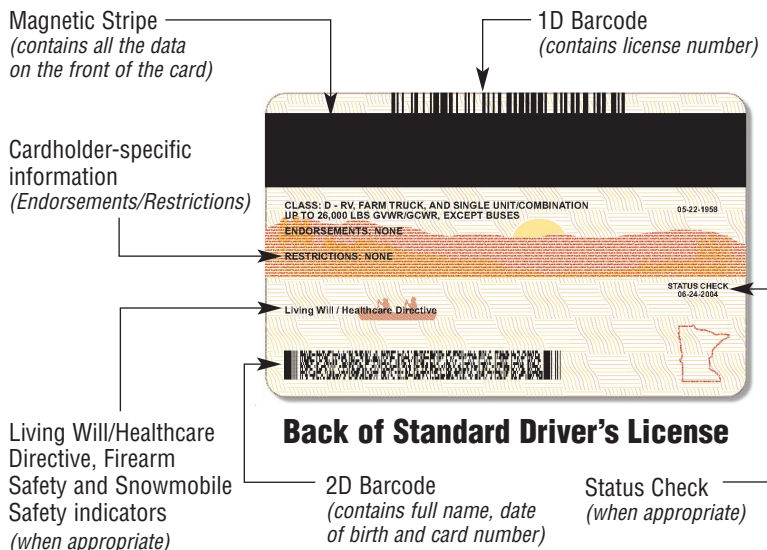 Magnetic Stripe
(contains all the data
on the front of the card)
1D Barcode
(contains license number)
Cardholder-specific
information
(Endorsements/Restrictions)
CLASS: D - RV, FARM TRUCK, AND SINGLE UNIT/COMBINATION
UP TO 26,000 LBS GVWR/GCWR, EXCEPT BUSES
05-22-1958
ENDORSEMENTS: NONE
RESTRICTIONS: NONE
STATUS CHECK
06-24-2004
Living Will / Healthcare Directive
Back of Standard Driver's License
Living Will/Healthcare
Directive, Firearm
Safety and Snowmobile
Safety indicators
(when appropriate)
2D Barcode
(contains full name, date
of birth and card number)
Status Check
(when appropriate)